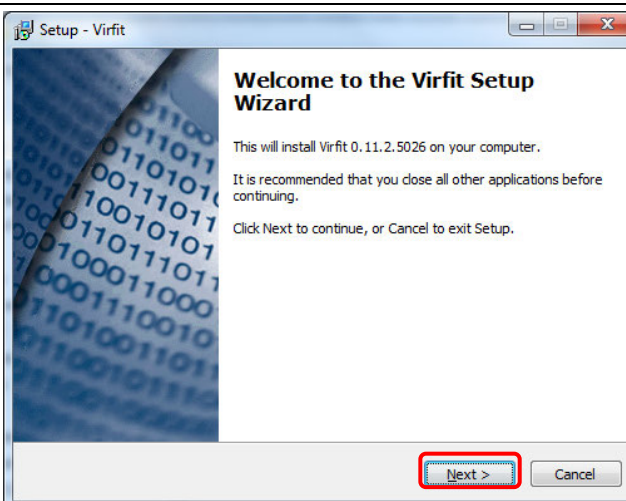 Setup - Virfit
Welcome to the Virfit Setup
Wizard
This will install Virfit 0.11.2.5026 on your computer.
It is recommended that you close all other applications before
continuing.
Click Next to continue, or Cancel to exit Setup.
Next >
Cancel